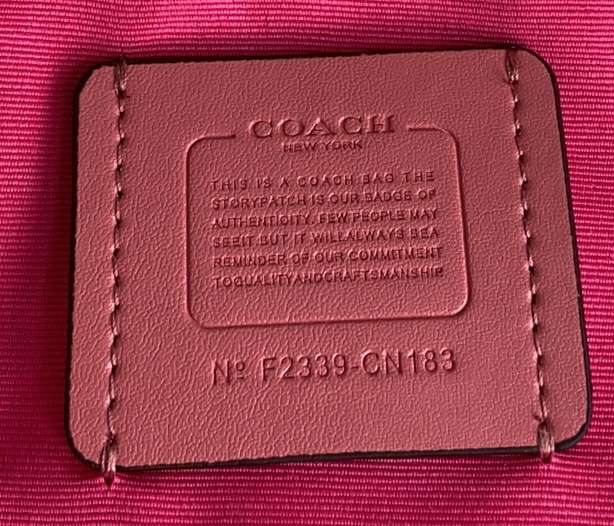 COACH
NEW YORK
THIS IS A COACH BAG THE
STORYPATCH IS OUR BADGE OF
AUTHENTICITY. FEW PEOPLE MAY
SEEIT BUT IT WILLALWAYS BEA
REMINDER OF OUR COMMITMENT
TOQUALITYANDCRAFTSMANSHIP
Nº F2339-CN183